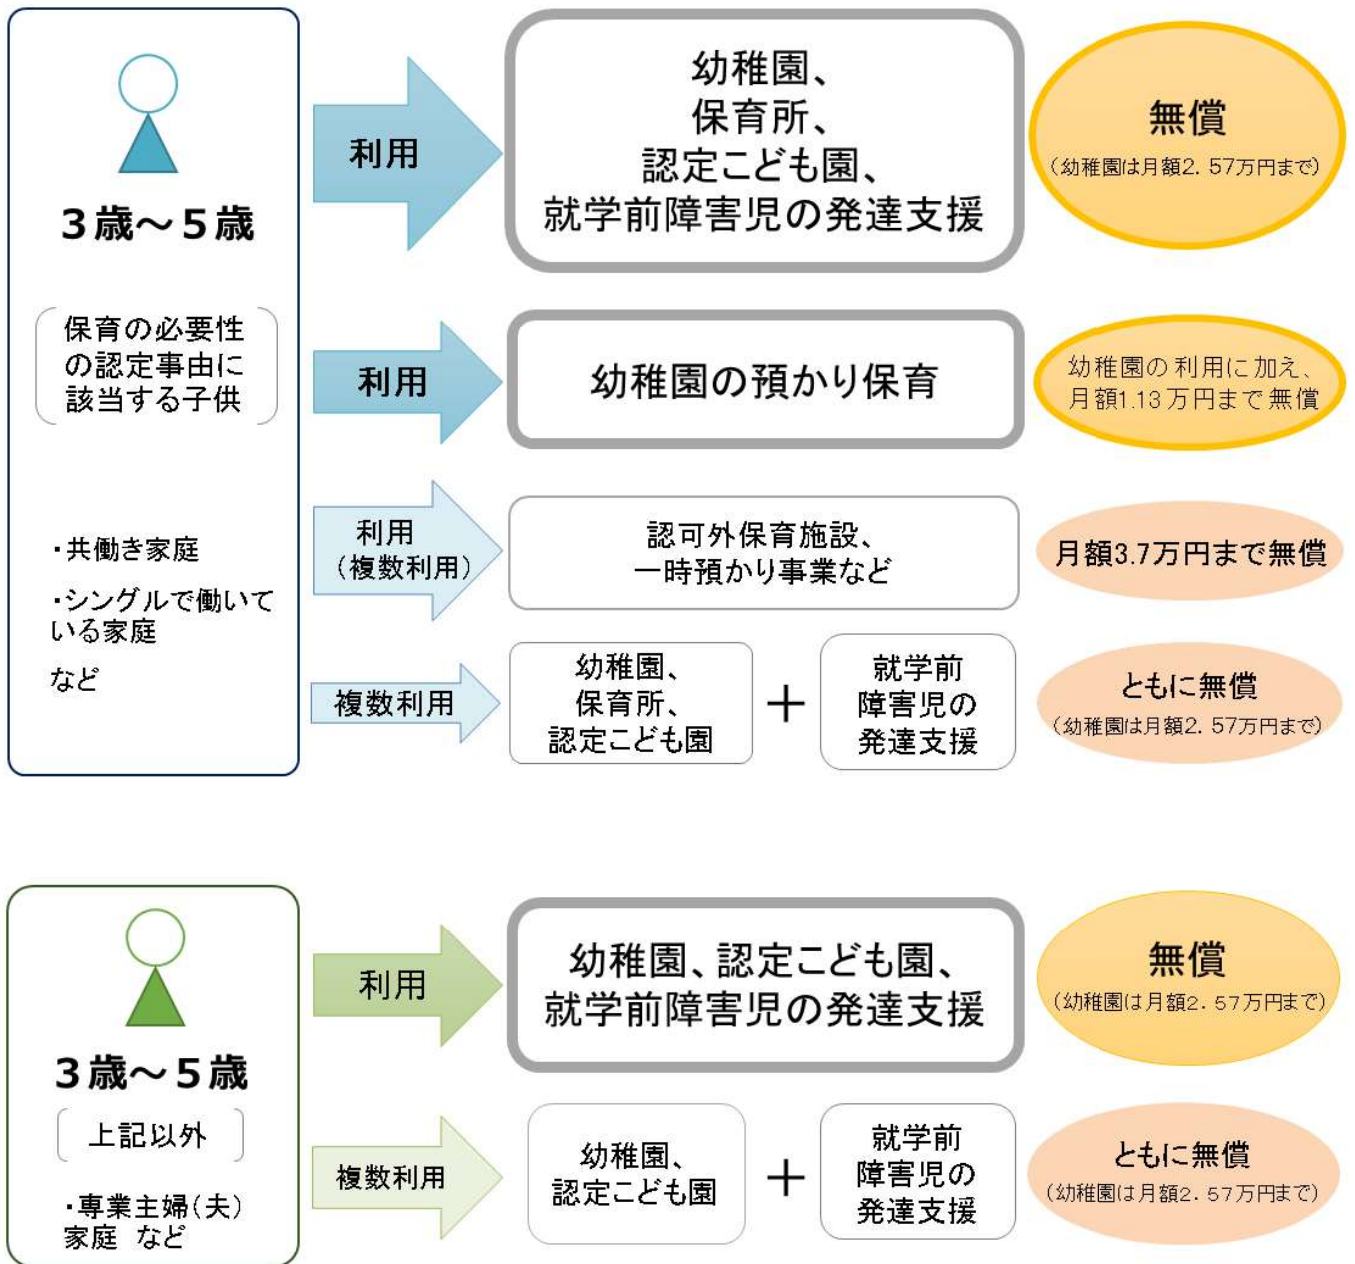 ３歳～５歳
保育の必要性
の認定事由に
該当する子供
・共働き家庭
・シングルで働いて
いる家庭
など
利用
幼稚園、
保育所、
認定こども園、
就学前障害児の発達支援
無償
（幼稚園は月額2．57万円まで）
利用
幼稚園の預かり保育
幼稚園の利用に加え、
月額1.13万円まで無償
利用
（複数利用）
認可外保育施設、
一時預かり事業など
月額3.7万円まで無償
複数利用
幼稚園、
保育所、
認定こども園
＋
就学前
障害児の
発達支援
ともに無償
（幼稚園は月額2．57万円まで）
３歳～５歳
上記以外
・専業主婦（夫）
家庭 など
利用
幼稚園、認定こども園、
就学前障害児の発達支援
無償
（幼稚園は月額2．57万円まで）
複数利用
幼稚園、
認定こども園
＋
就学前
障害児の
発達支援
ともに無償
（幼稚園は月額2．57万円まで）